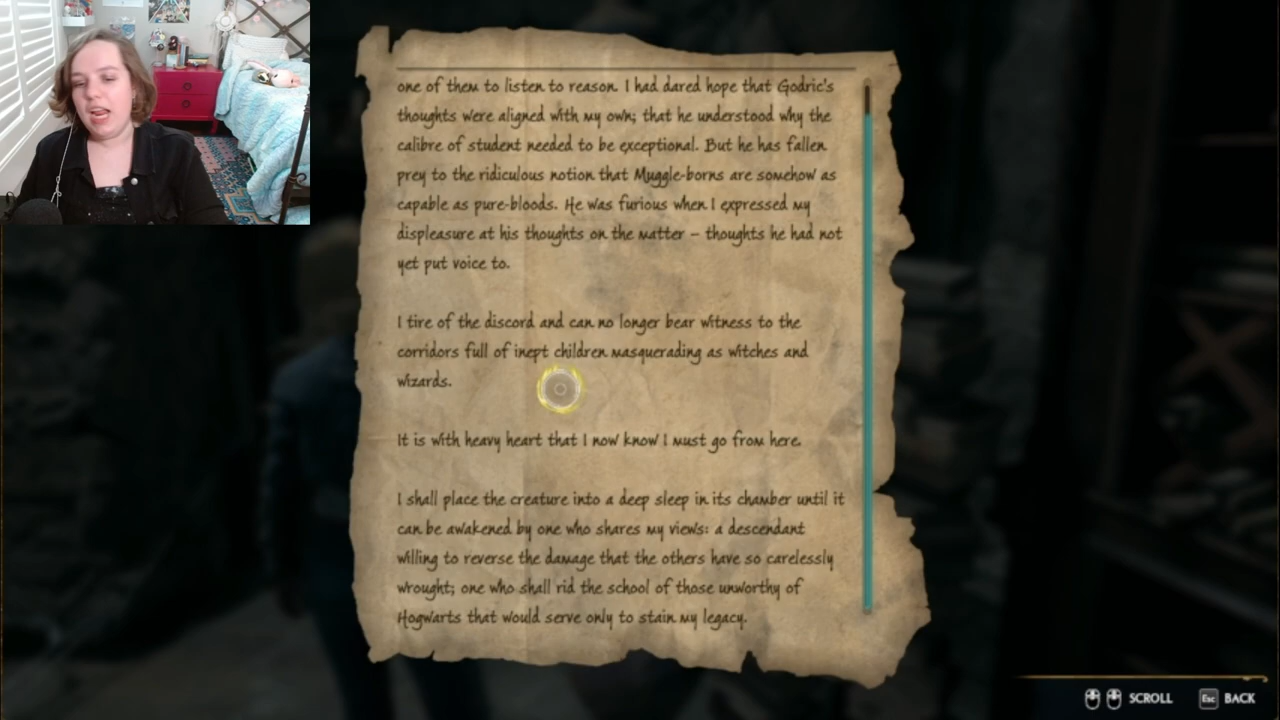 one of them to listen to reason. I had dared hope that Godric's
thoughts were aligned with my own; that he understood why the
calibre of student needed to be exceptional. But he has fallen
prey to the ridiculous notion that Muggle-borns are somehow as
capable as pure-bloods. He was furious when I expressed my
displeasure at his thoughts on the matter – thoughts he had not
yet put voice to.
I tire of the discord and can no longer bear witness to the
corridors full of inept children masquerading as witches and
wizards.
It is with heavy heart that I now know I must go from here.
I shall place the creature into a deep sleep in its chamber until it
can be awakened by one who shares my views: a descendant
willing to reverse the damage that the others have so carelessly
wrought; one who shall rid the school of those unworthy of
Hogwarts that would serve only to stain my legacy.
SCROLL
Esc BACK